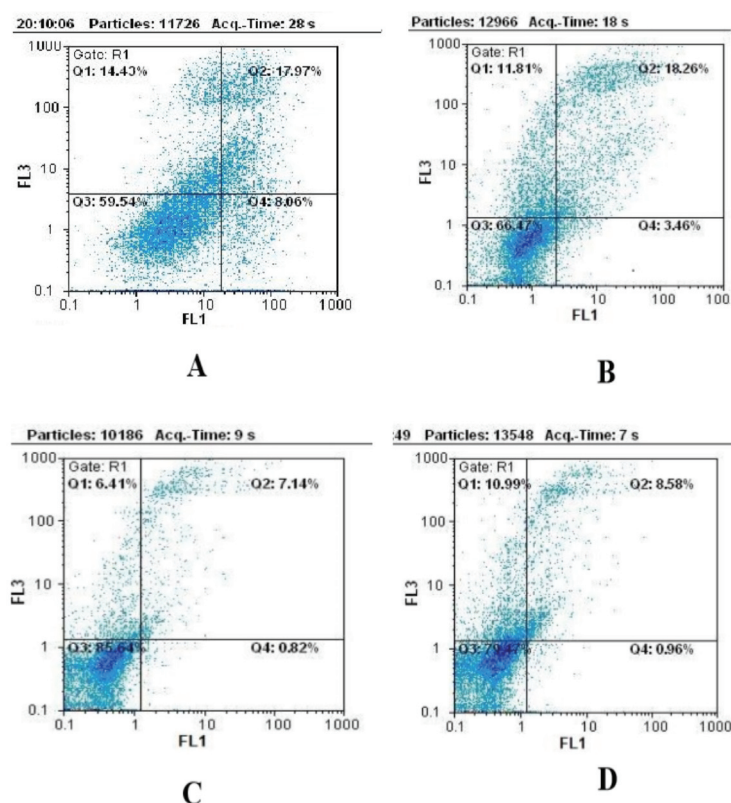 20:10:06 Particles: 11726 Acq.-Time: 28 s
1000
Gate: R1
Q1: 14.43% Q2: 17.97%
100
FL3
10
Q3: 59.54% Q4: 8.06%
1
0.1
0.1 1 10 100 1000
FL1
A
Particles: 12966 Acq.-Time: 18 s
1000
Gate: R1
Q1: 11.81% Q2: 18.26%
100
FL3
10
1
Q3: 66.47 Q4: 3.46%
0.1
0.1 1 10 100 100
FL1
B
Particles: 10186 Acq.-Time: 9 s
1000
Gate: R1
Q1: 6.41% Q2: 7.14%
100
FL3
10
1
Q3: 85.64% Q4: 0.82%
0.1
0.1 1 10 100 1000
FL1
C
:49 Particles: 13548 Acq.-Time: 7 s
1000
Gate: R1
Q1: 10.99% Q2: 8.58%
100
FL3
10
1
Q3: 79.47% Q4: 0.96%
0.1
0.1 1 10 100 1000
FL1
D